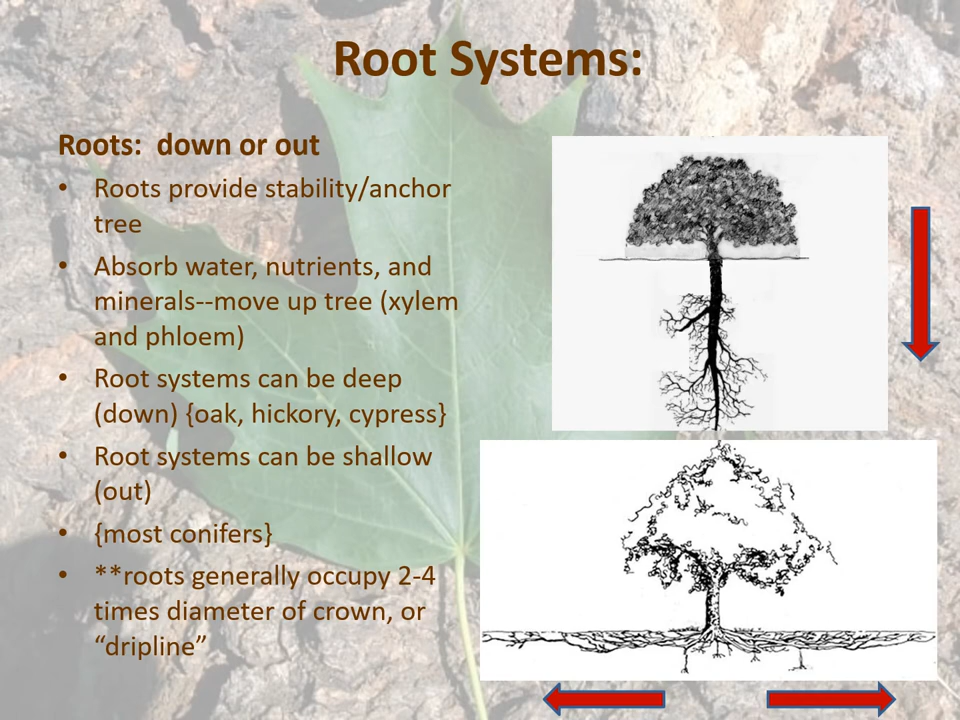 Root Systems:
Roots:  down or out
• Roots provide stability/anchor
tree
• Absorb water, nutrients, and
minerals--move up tree (xylem
and phloem)
• Root systems can be deep
(down) {oak, hickory, cypress}
• Root systems can be shallow
(out)
• {most conifers}
• **roots generally occupy 2-4
times diameter of crown, or
“dripline”